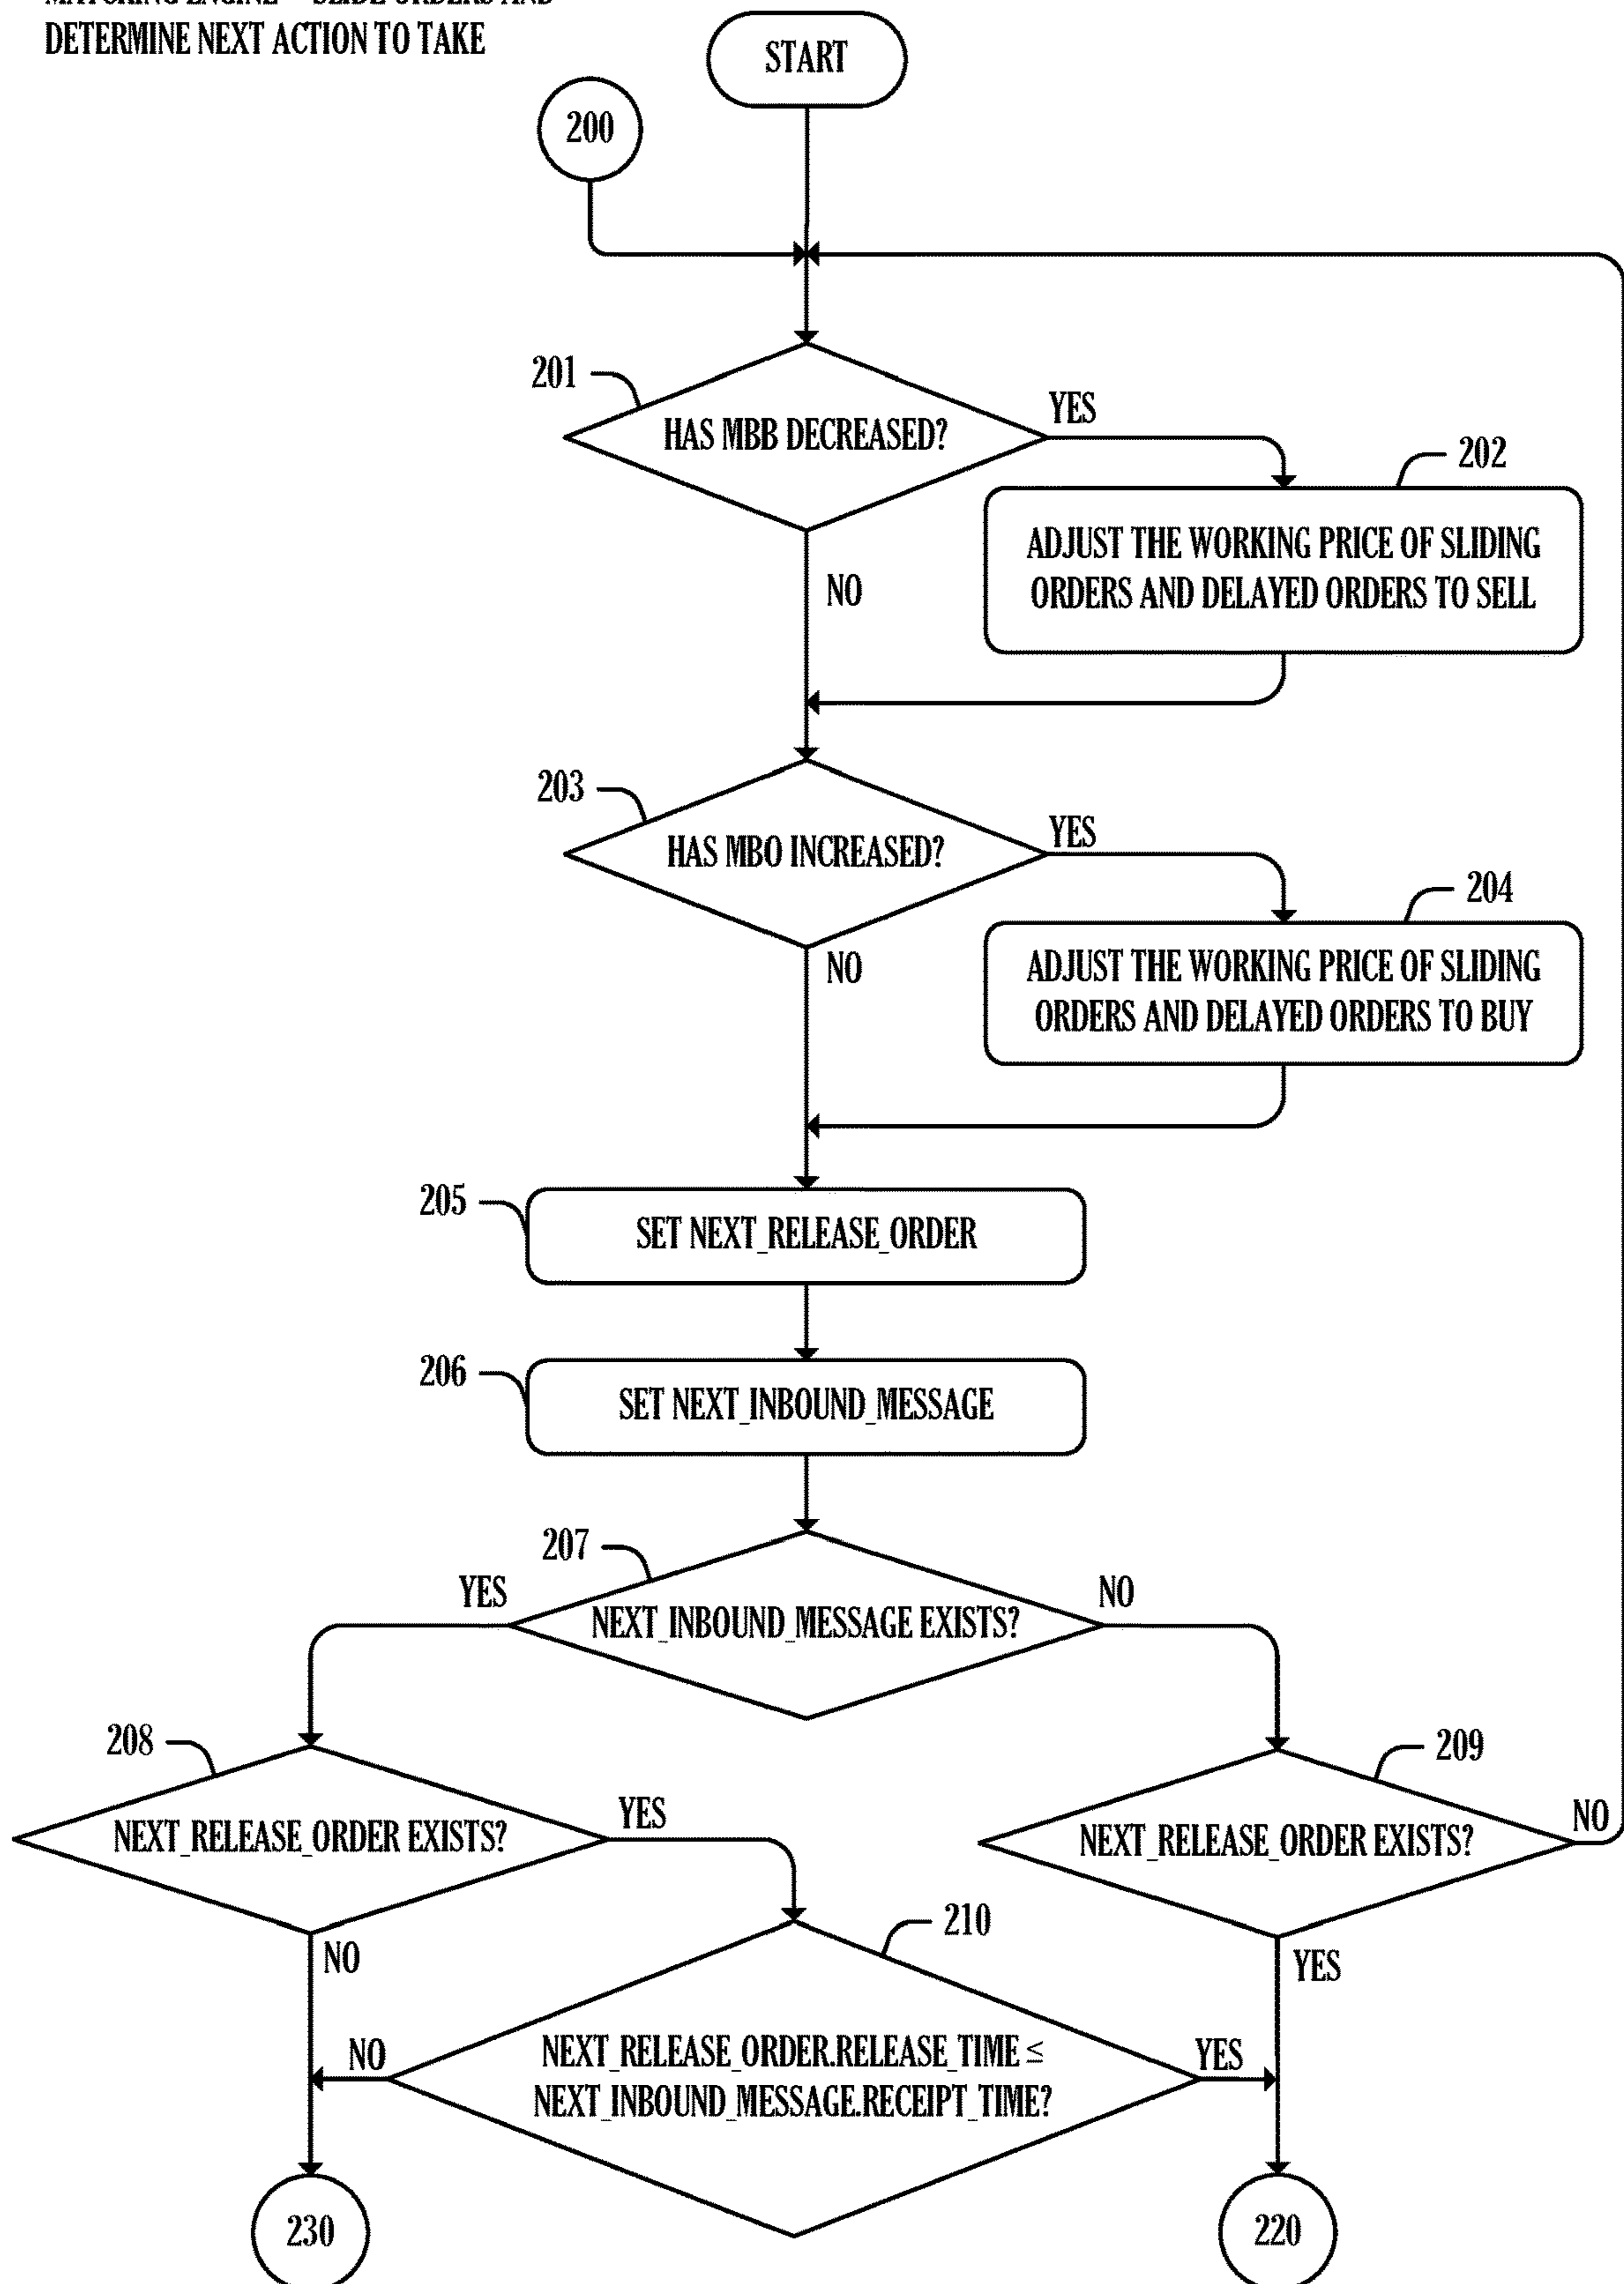 DETERMINE NEXT ACTION TO TAKE
START
200
201
HAS MBB DECREASED?
YES
202
ADJUST THE WORKING PRICE OF SLIDING
ORDERS AND DELAYED ORDERS TO SELL
NO
203
HAS MBO INCREASED?
YES
204
ADJUST THE WORKING PRICE OF SLIDING
ORDERS AND DELAYED ORDERS TO BUY
NO
205
SET NEXT_RELEASE_ORDER
206
SET NEXT_INBOUND_MESSAGE
207
YES
NEXT_INBOUND_MESSAGE EXISTS?
NO
208
NEXT_RELEASE_ORDER EXISTS?
YES
209
NEXT_RELEASE_ORDER EXISTS?
NO
210
NO
YES
NO
NEXT_RELEASE_ORDER.RELEASE_TIME ≤
NEXT_INBOUND_MESSAGE.RECEIPT_TIME?
YES
230
220